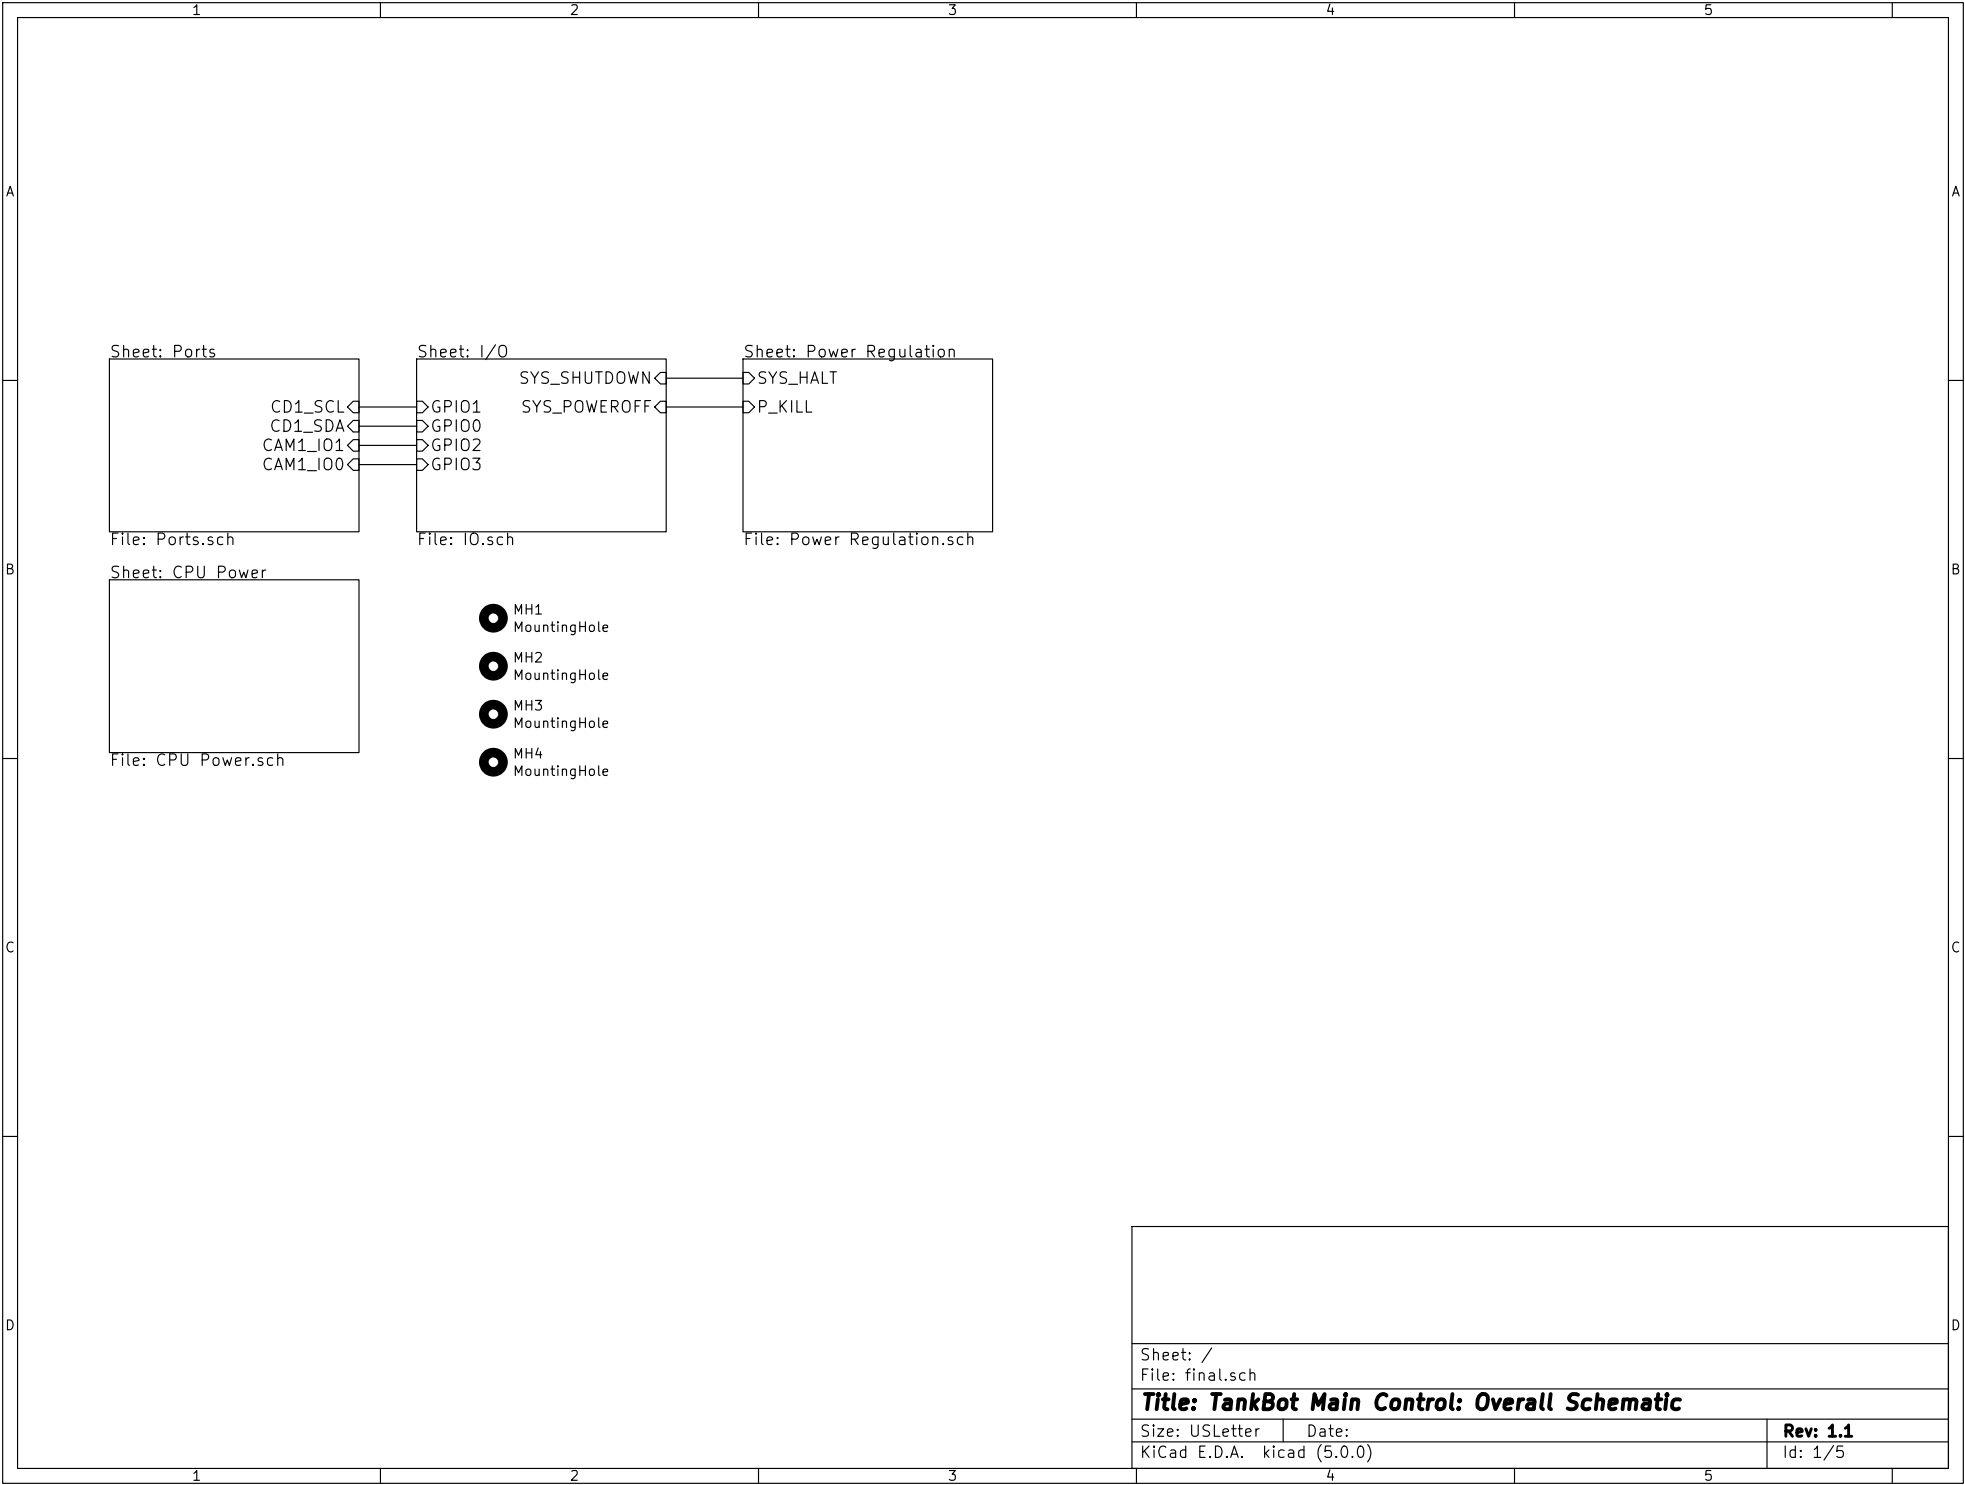 1 2 3 4 5
A A
Sheet: Ports
CD1_SCL
CD1_SDA
CAM1_IO1
CAM1_IO0
File: Ports.sch
Sheet: I/O
SYS_SHUTDOWN
SYS_POWEROFF
GPIO1
GPIO0
GPIO2
GPIO3
File: IO.sch
Sheet: Power Regulation
SYS_HALT
P_KILL
File: Power Regulation.sch
B B
Sheet: CPU Power
File: CPU Power.sch
MH1
MountingHole
MH2
MountingHole
MH3
MountingHole
MH4
MountingHole
C C
D D
Sheet: /
File: final.sch
Title: TankBot Main Control: Overall Schematic
Size: USLetter Date: Rev: 1.1
KiCad E.D.A. kicad (5.0.0) Id: 1/5
1 2 3 4 5